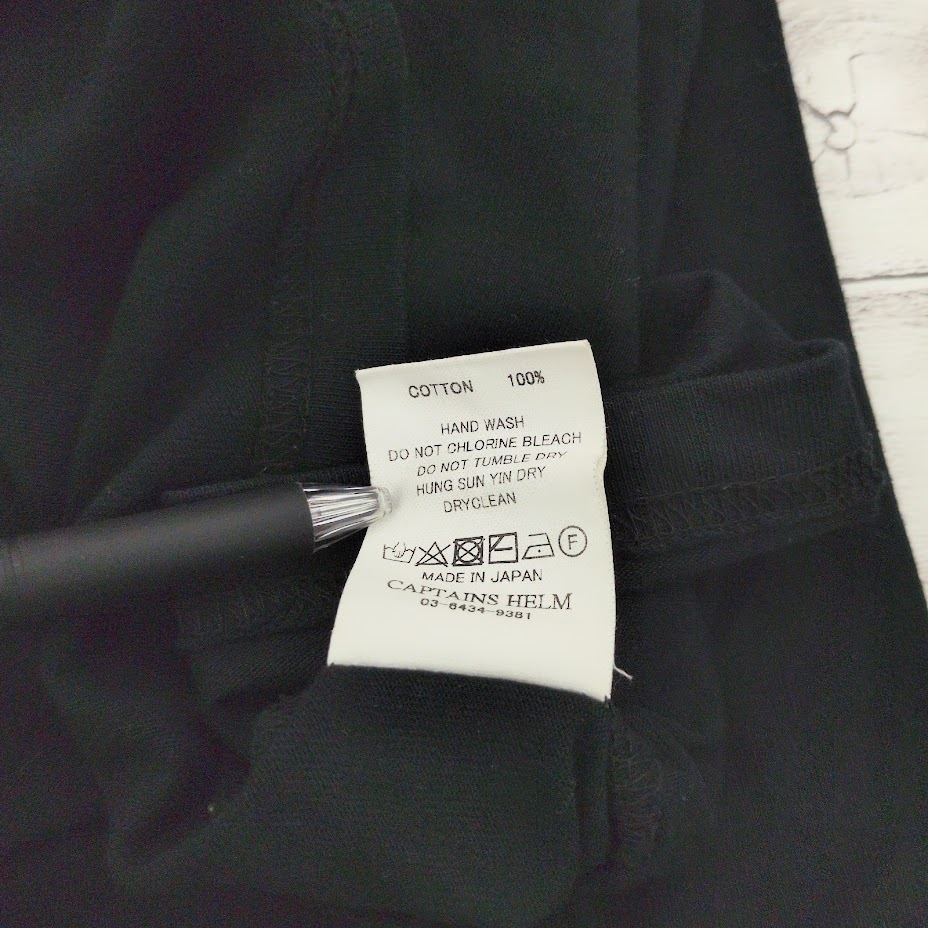 COTTON 100%
HAND WASH
DO NOT CHLORINE BLEACH
DO NOT TUMBLE DRY
HUNG SUN YIN DRY
DRYCLEAN
F
MADE IN JAPAN
CAPTAINS HELM
03-6434-9381